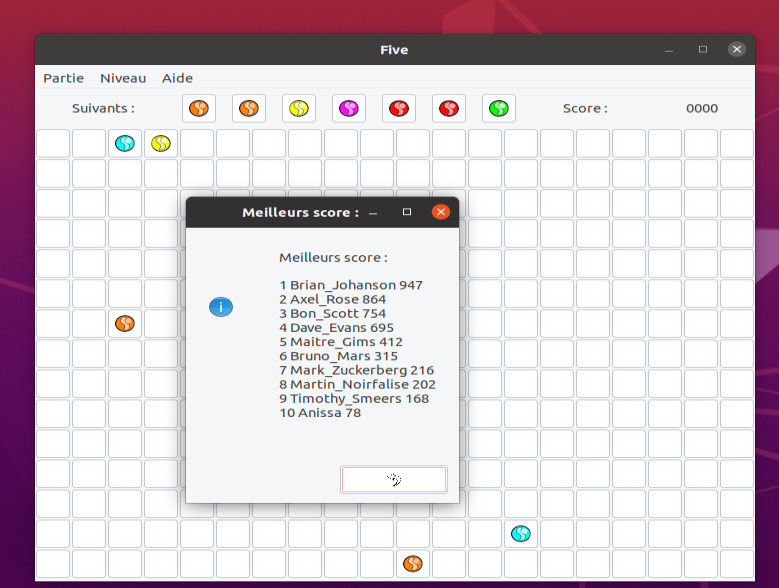 Five
Partie Niveau Aide
Suivants : Score : 0000
Meilleurs score :
Meilleurs score :
1 Brian_Johanson 947
2 Axel_Rose 864
3 Bon_Scott 754
4 Dave_Evans 695
5 Maitre_Gims 412
6 Bruno_Mars 315
7 Mark_Zuckerberg 216
8 Martin_Noirfalise 202
9 Timothy_Smeers 168
10 Anissa 78